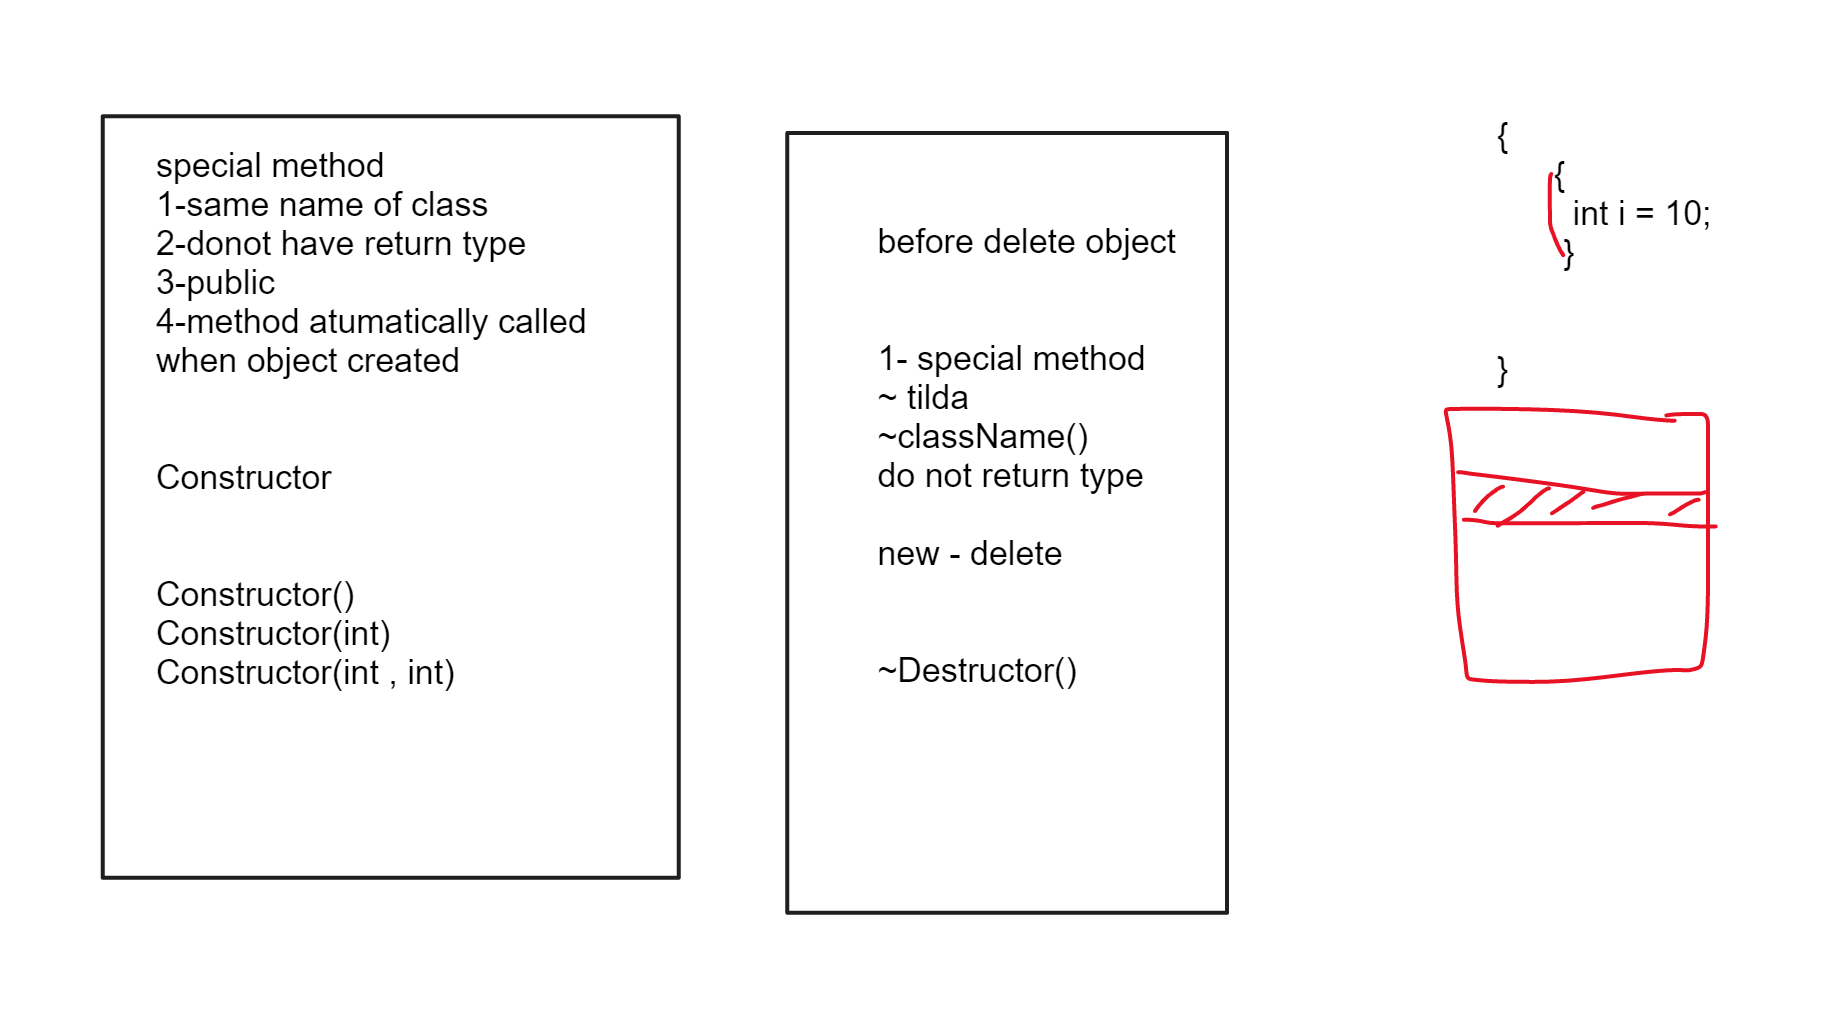 special method
1-same name of class
2-donot have return type
3-public
4-method atumatically called
when object created
Constructor
Constructor()
Constructor(int)
Constructor(int , int)
before delete object
1- special method
~ tilda
~className()
do not return type
new - delete
~Destructor()
{
{
int i = 10;
}
}